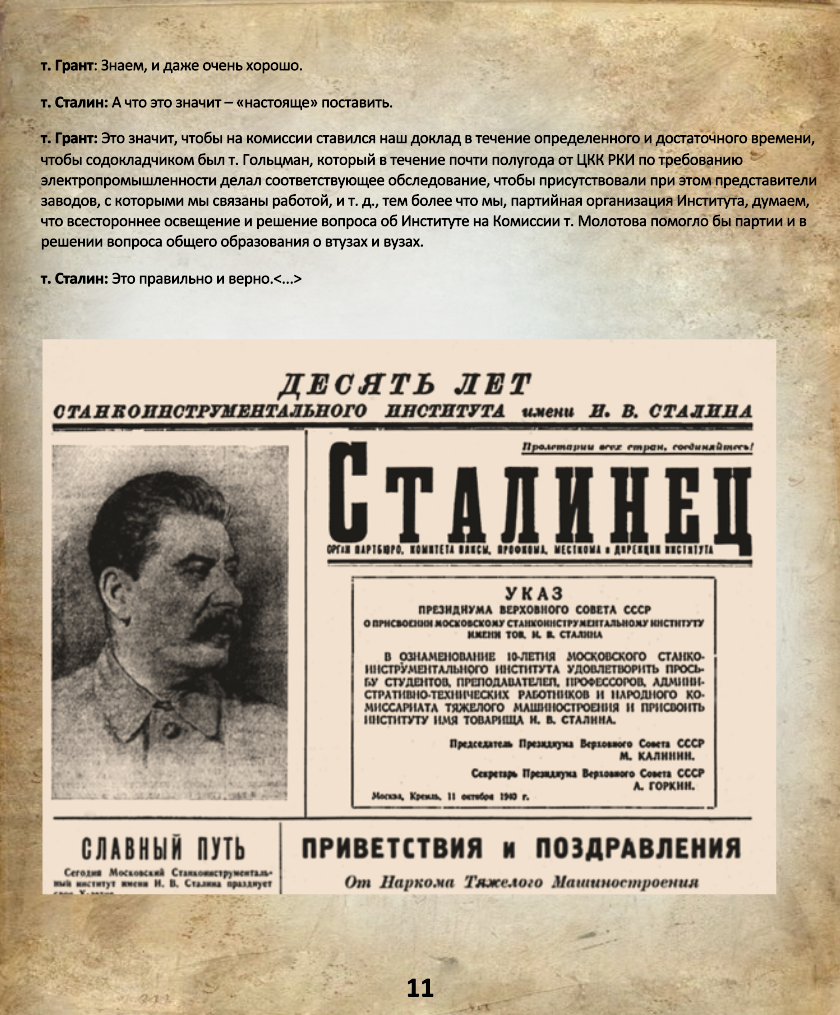 т. Грант: Знаем, и даже очень хорошо.
т. Сталин: А что это значит – «настояще» поставить.
т. Грант: Это значит, чтобы на комиссии ставился наш доклад в течение определенного и достаточного времени,
чтобы содокладчиком был т. Гольцман, который в течение почти полугода от ЦКК РКИ по требованию
электропромышленности делал соответствующее обследование, чтобы присутствовали при этом представители
заводов, с которыми мы связаны работой, и т. д., тем более что мы, партийная организация Института, думаем,
что всестороннее освещение и решение вопроса об Институте на Комиссии т. Молотова помогло бы партии и в
решении вопроса общего образования о втузах и вузах.
т. Сталин: Это правильно и верно.<...>
ДЕСЯТЬ ЛЕТ
СТАНКОИНСТРУМЕНТАЛЬНОГО ИНСТИТУТА имени И. В. СТАЛИНА
Пролетарии всех стран, соединяйтесь!
СТАЛИНЕЦ
ОРГАН ПАРТБЮРО, КОМИТЕТА ВЛКСМ, ПРОФКОМА, МЕСТКОМА и ДИРЕКЦИИ ИНСТИТУТА
УКАЗ
ПРЕЗИДИУМА ВЕРХОВНОГО СОВЕТА СССР
О ПРИСВОЕНИИ МОСКОВСКОМУ СТАНКОИНСТРУМЕНТАЛЬНОМУ ИНСТИТУТУ
ИМЕНИ ТОВ. И. В. СТАЛИНА
В ОЗНАМЕНОВАНИЕ 10-ЛЕТИЯ МОСКОВСКОГО СТАНКО-
ИНСТРУМЕНТАЛЬНОГО ИНСТИТУТА УДОВЛЕТВОРИТЬ ПРОСЬ-
БУ СТУДЕНТОВ, ПРЕПОДАВАТЕЛЕЙ, ПРОФЕССОРОВ, АДМИНИ-
СТРАТИВНО-ТЕХНИЧЕСКИХ РАБОТНИКОВ И НАРОДНОГО КО-
МИССАРИАТА ТЯЖЕЛОГО МАШИНОСТРОЕНИЯ И ПРИСВОИТЬ
ИНСТИТУТУ ИМЯ ТОВАРИЩА И. В. СТАЛИНА.
Председатель Президиума Верховного Совета СССР
М. КАЛИНИН.
Секретарь Президиума Верховного Совета СССР
А. ГОРКИН.
Москва, Кремль, 11 октября 1940 г.
СЛАВНЫЙ ПУТЬ
Сегодня Московский Станкоинструменталь-
ный институт имени И. В. Сталина празднует
ПРИВЕТСТВИЯ и ПОЗДРАВЛЕНИЯ
От Наркома Тяжелого Машиностроения
11